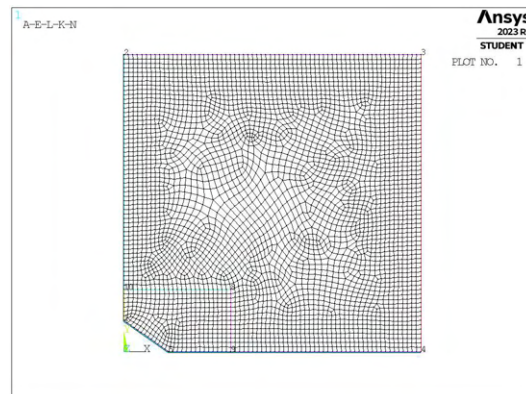 1
A-E-L-K-N
Ansys
2023 R
STUDENT
PLOT NO. 1
2
3
X
4